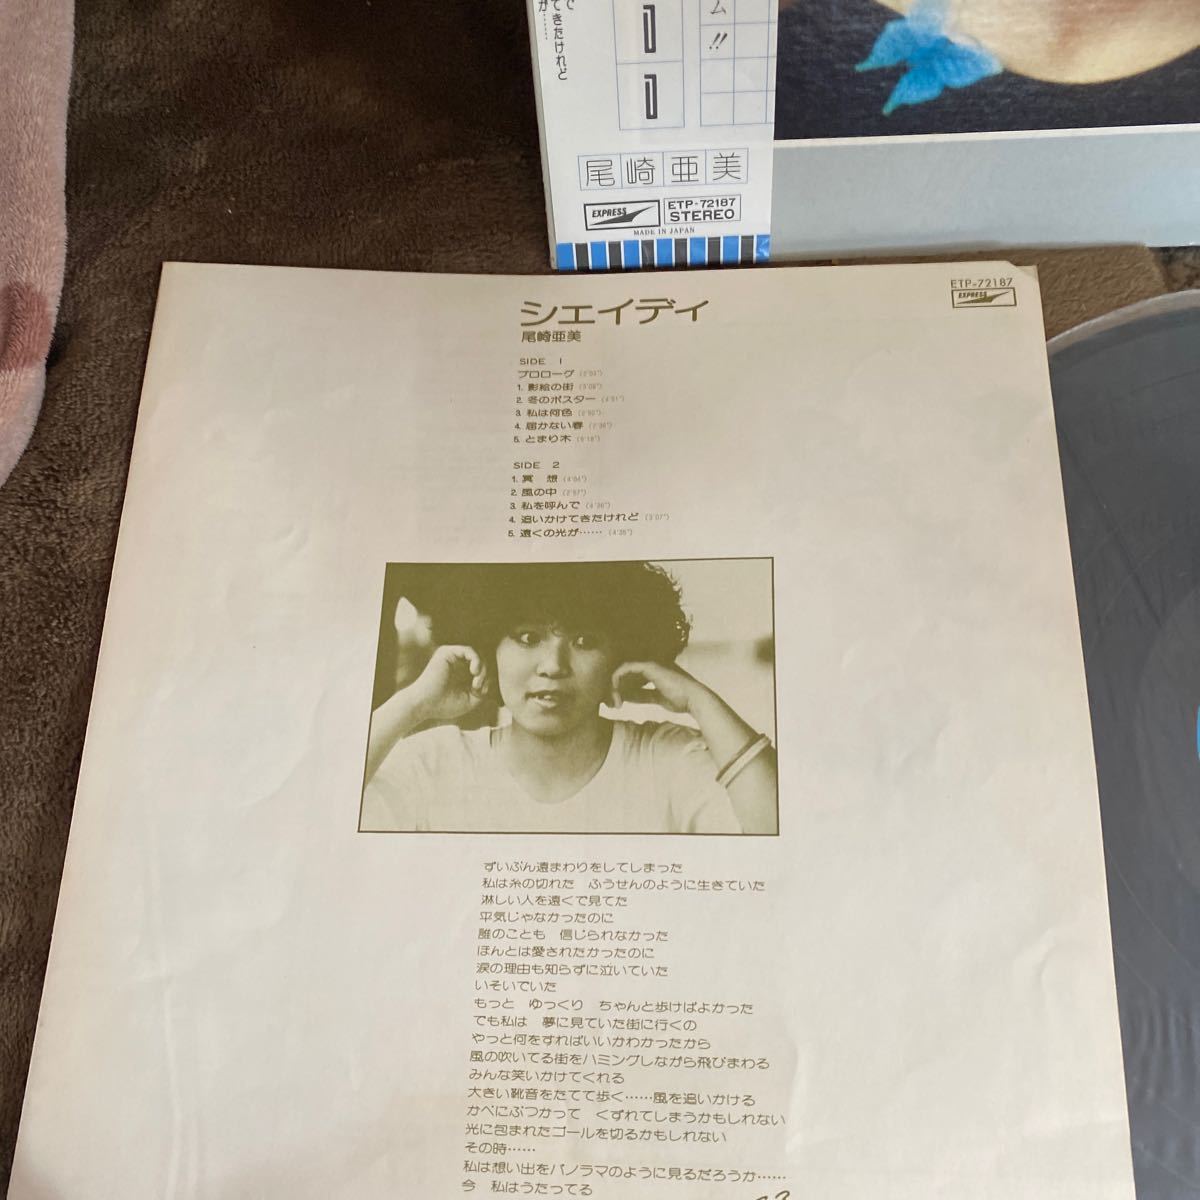 で
てきたけれど
が……
ム!!
尾崎亜美
EXPRESS
ETP-72187
STEREO
MADE IN JAPAN
ETP-72187
EXPRESS
シェイディ
尾崎亜美
SIDE 1
プロローグ
1. 影絵の街
2. 冬のポスター
3. 私は何色
4. 届かない春
5. とまり木
SIDE 2
1. 冥 想
2. 風の中
3. 私を呼んで
4. 追いかけてきたけれど (3'07")
5. 遠くの光が……
ずいぶん遠まわりをしてしまった
私は糸の切れた ふうせんのように生きていた
淋しい人を遠くで見てた
平気じゃなかったのに
誰のことも 信じられなかった
ほんとは愛されたかったのに
涙の理由も知らずに泣いていた
いそいでいた
もっと ゆっくり ちゃんと歩けばよかった
でも私は 夢に見ていた街に行くの
やっと何をすればいいかわかったから
風の吹いてる街をハミングしながら飛びまわる
みんな笑いかけてくれる
大きい靴音をたてて歩く……風を追いかける
かべにぶつかって くずれてしまうかもしれない
光に包まれたゴールを切るかもしれない
その時……
私は想い出をパノラマのように見るだろうか……
今 私はうたってる